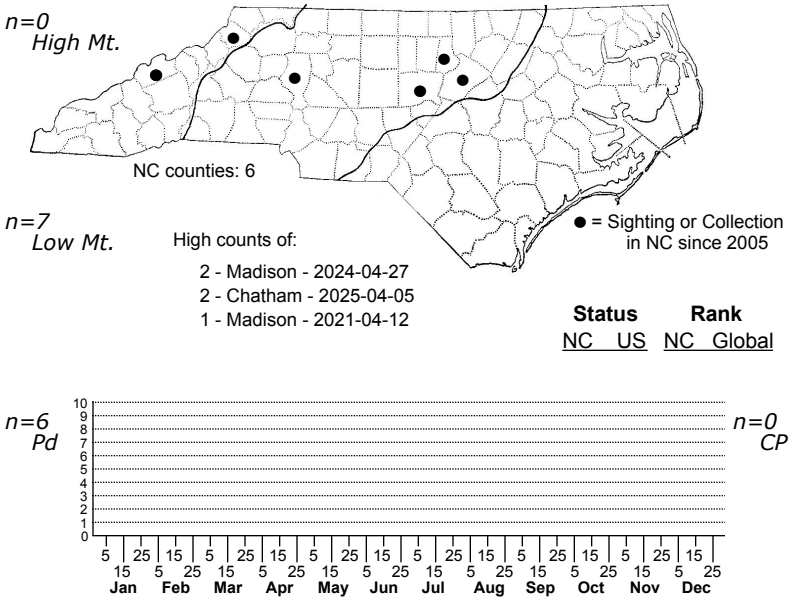 n=0
High Mt.
NC counties: 6
n=7
Low Mt.
High counts of:
2 - Madison - 2024-04-27
2 - Chatham - 2025-04-05
1 - Madison - 2021-04-12
● = Sighting or Collection
in NC since 2005
Status Rank
NC US NC Global
n=6
Pd
n=0
CP
10
9
8
7
6
5
4
3
2
1
0
5 25 15 5 25 15 5 25 15 5 25 15 5 25 15 5 25 15
15 5 25 15 5 25 15 5 25 15 5 25 15 5 25 15 5 25
Jan Feb Mar Apr May Jun Jul Aug Sep Oct Nov Dec